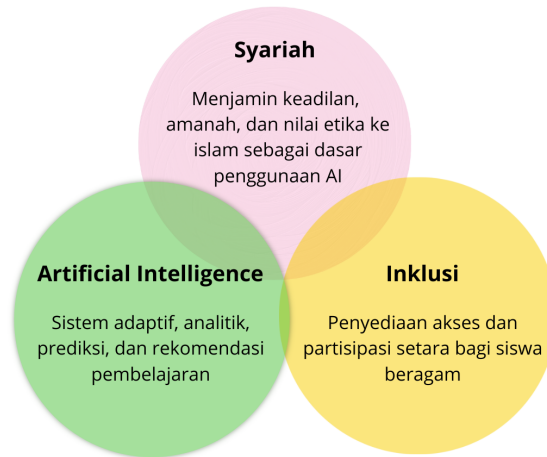 Syariah
Menjamin keadilan,
amanah, dan nilai etika ke
islam sebagai dasar
penggunaan AI
Artificial Intelligence
Sistem adaptif, analitik,
prediksi, dan rekomendasi
pembelajaran
Inklusi
Penyediaan akses dan
partisipasi setara bagi siswa
beragam